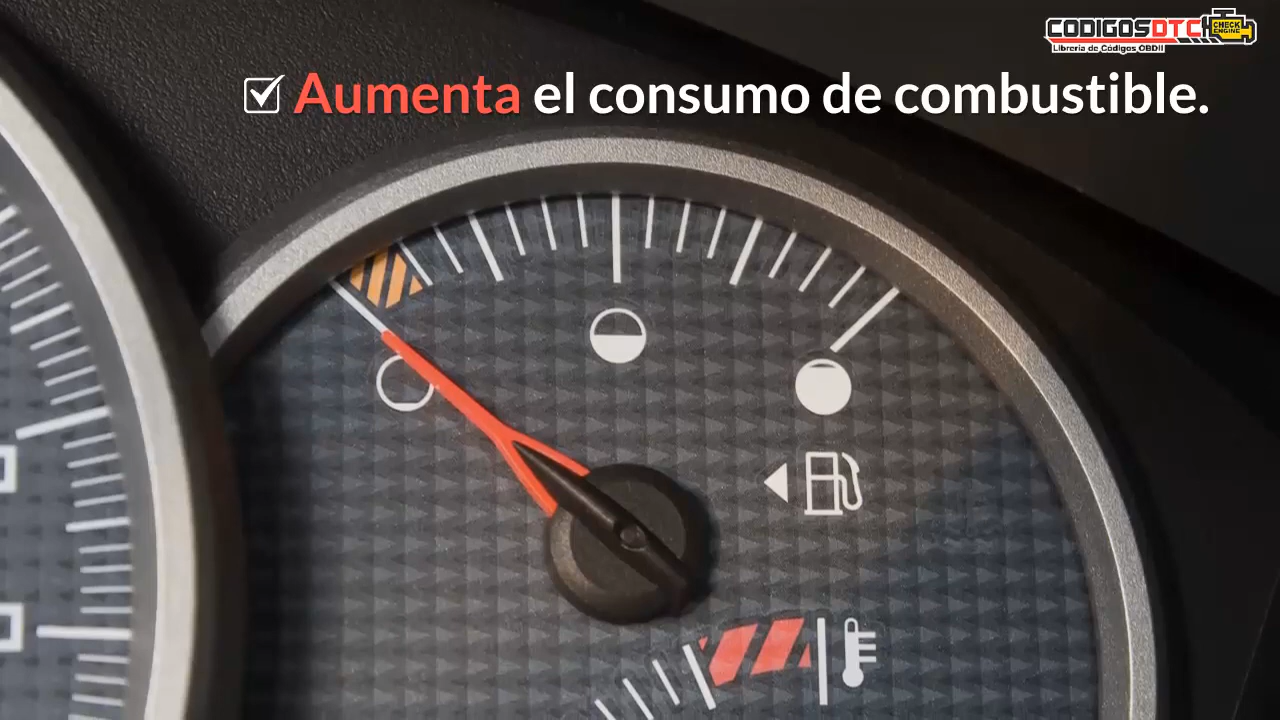 CODIGOSDTC
CHECK
ENGINE
Librería de Códigos OBDII
Aumenta el consumo de combustible.